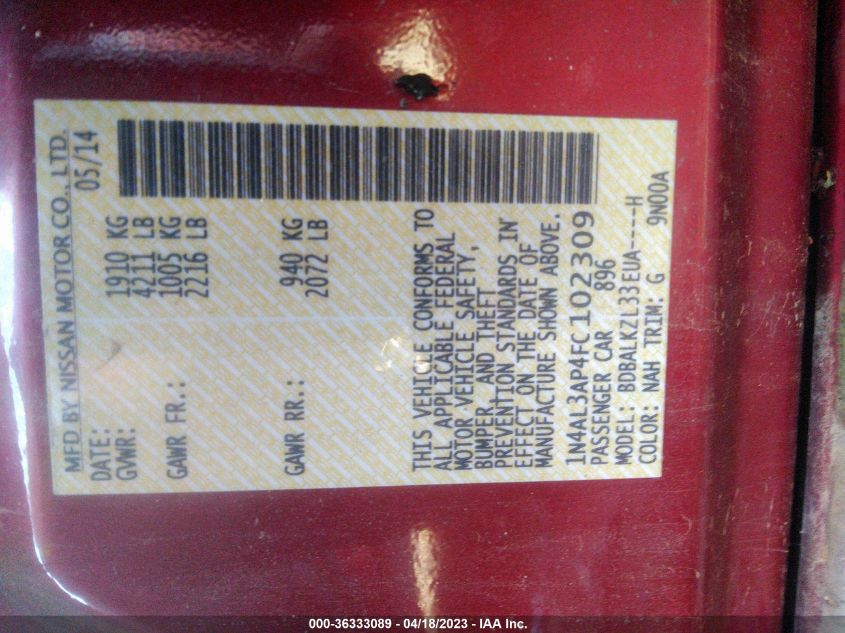 MFD BY NISSAN MOTOR CO., LTD.
DATE: 05/14
GVWR: 1910 KG
4211 LB
GAWR FR.: 1005 KG
2216 LB
GAWR RR.: 940 KG
2072 LB
THIS VEHICLE CONFORMS TO
ALL APPLICABLE FEDERAL
MOTOR VEHICLE SAFETY,
BUMPER, AND THEFT
PREVENTION STANDARDS IN
EFFECT ON THE DATE OF
MANUFACTURE SHOWN ABOVE.
1N4AL3AP4FC102309
PASSENGER CAR 896
MODEL: BDBALKZL33EUA----H
COLOR: NAH TRIM: G 9N00A
000-36333089 - 04/18/2023 - IAA Inc.